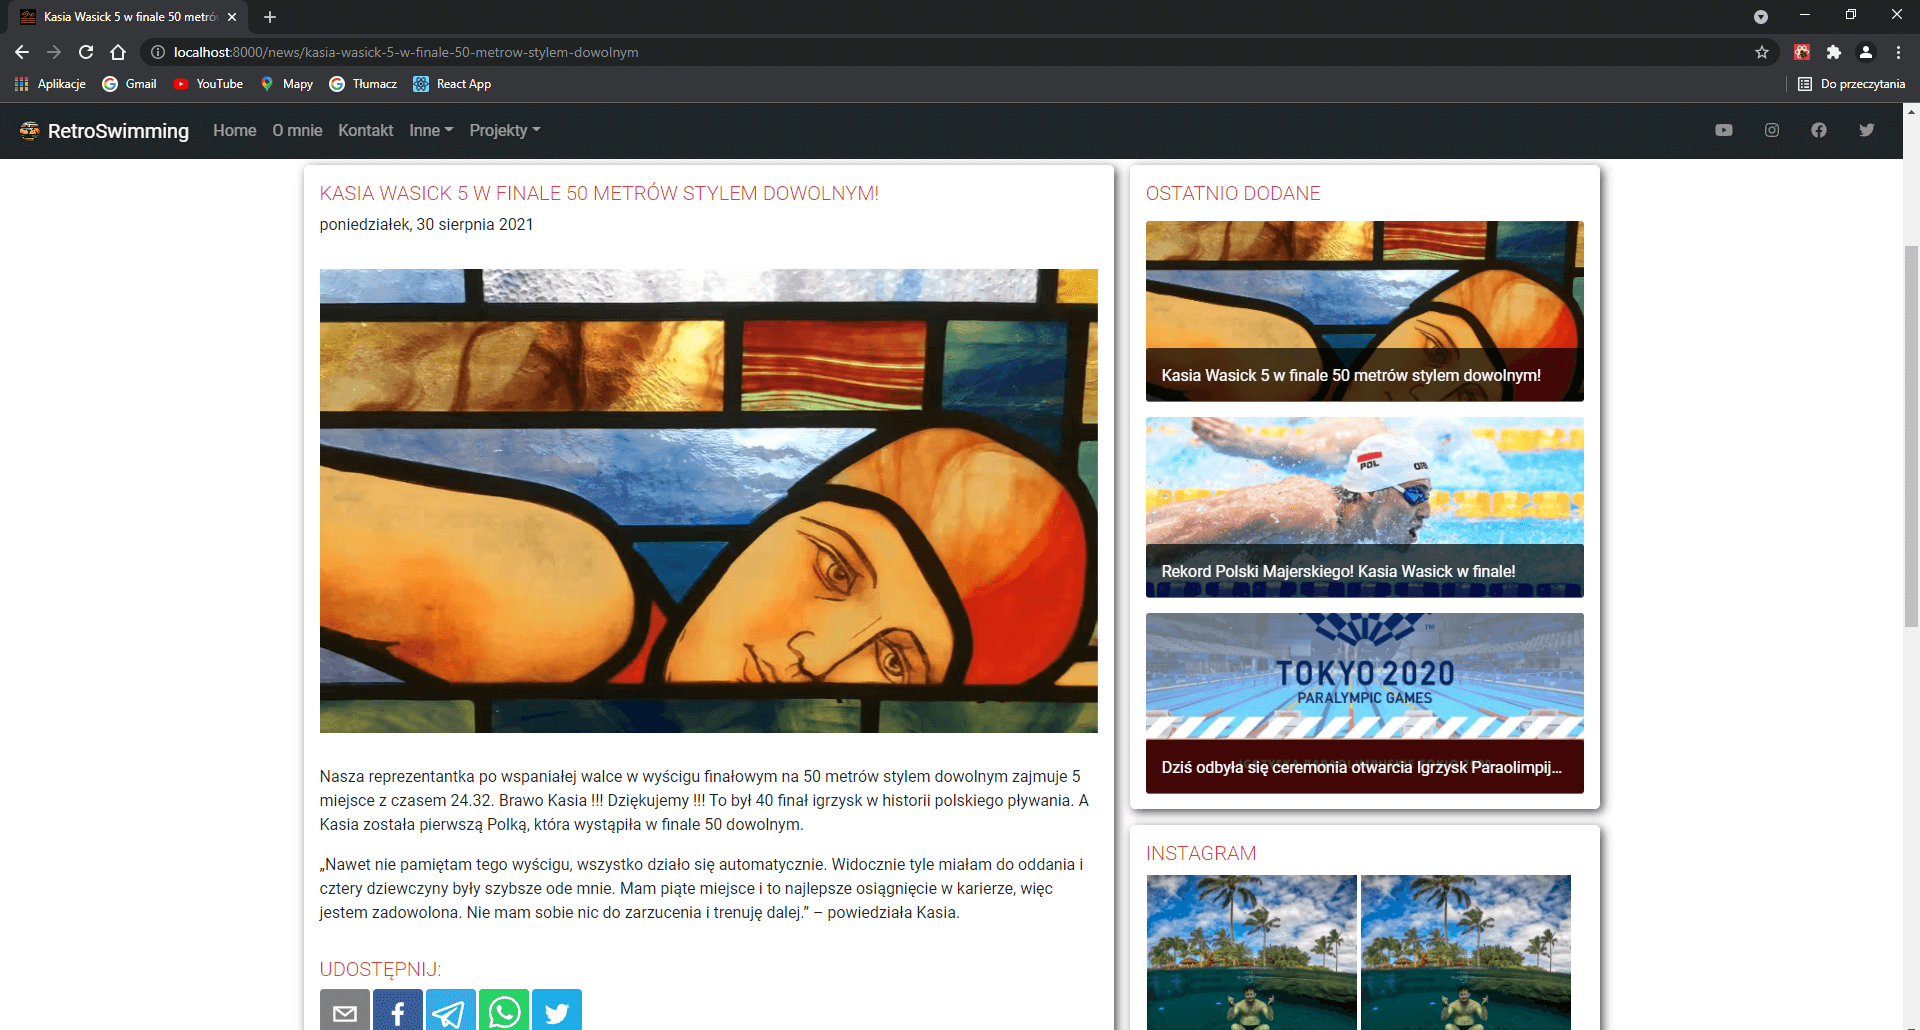 Kasia Wasick 5 w finale 50 metró
localhost:8000/news/kasia-wasick-5-w-finale-50-metrow-stylem-dowolnym
Aplikacje Gmail YouTube Mapy Tłumacz React App Do przeczytania
RetroSwimming Home O mnie Kontakt Inne Projekty
KASIA WASICK 5 W FINALE 50 METRÓW STYLEM DOWOLNYM!
poniedziałek, 30 sierpnia 2021
Nasza reprezentantka po wspaniałej walce w wyścigu finałowym na 50 metrów stylem dowolnym zajmuje 5
miejsce z czasem 24.32. Brawo Kasia !!! Dziękujemy !!! To był 40 finał igrzysk w historii polskiego pływania. A
Kasia została pierwszą Polką, która wystąpiła w finale 50 dowolnym.
„Nawet nie pamiętam tego wyścigu, wszystko działo się automatycznie. Widocznie tyle miałam do oddania i
cztery dziewczyny były szybsze ode mnie. Mam piąte miejsce i to najlepsze osiągnięcie w karierze, więc
jestem zadowolona. Nie mam sobie nic do zarzucenia i trenuję dalej.” – powiedziała Kasia.
UDOSTĘPNIJ:
OSTATNIO DODANE
Kasia Wasick 5 w finale 50 metrów stylem dowolnym!
POL
Rekord Polski Majerskiego! Kasia Wasick w finale!
TM
TOKYO 2020
PARALYMPIC GAMES
Dziś odbyła się ceremonia otwarcia Igrzysk Paraolimpij...
INSTAGRAM